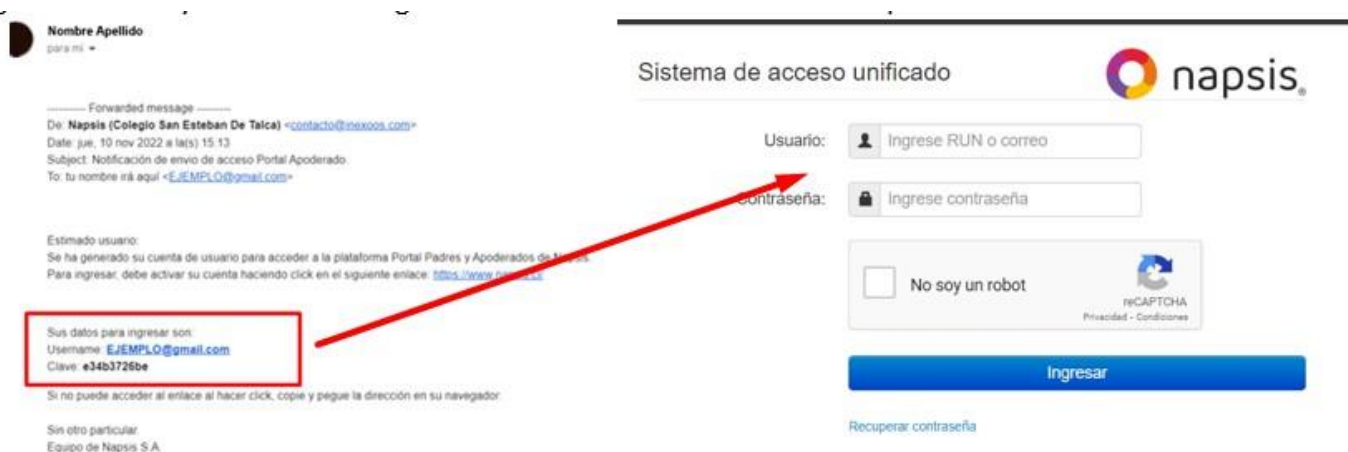 Nombre Apellido
para mi
---------- Forwarded message ----------
De: Napsis (Colegio San Esteban De Talca) <contacto@inexoos.com>
Date: jue, 10 nov 2022 a la(s) 15:13
Subject: Notificación de envio de acceso Portal Apoderado.
To: tu nombre irá aquí <EJEMPLO@gmail.com>
Estimado usuario:
Se ha generado su cuenta de usuario para acceder a la plataforma Portal Padres y Apoderados de Napsis.
Para ingresar, debe activar su cuenta haciendo click en el siguiente enlace: https://www.napsis.cl/
Sus datos para ingresar son:
Username: EJEMPLO@gmail.com
Clave: e34b3726be
Si no puede acceder al enlace al hacer click, copie y pegue la dirección en su navegador.
Sin otro particular.
Equipo de Napsis S.A.
Sistema de acceso unificado
napsis®
Usuario:
Ingrese RUN o correo
Contraseña:
Ingrese contraseña
No soy un robot
reCAPTCHA
Privacidad - Condiciones
Ingresar
Recuperar contraseña